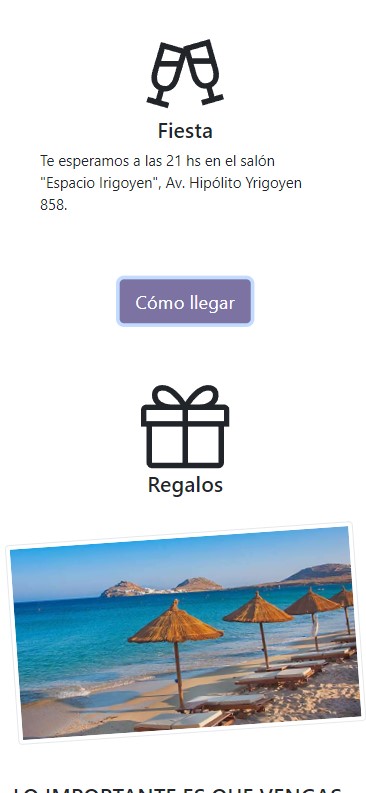 Fiesta
Te esperamos a las 21 hs en el salón
"Espacio Irigoyen", Av. Hipólito Yrigoyen
858.
Cómo llegar
Regalos
LO IMPORTANTE ES QUE VENGAS